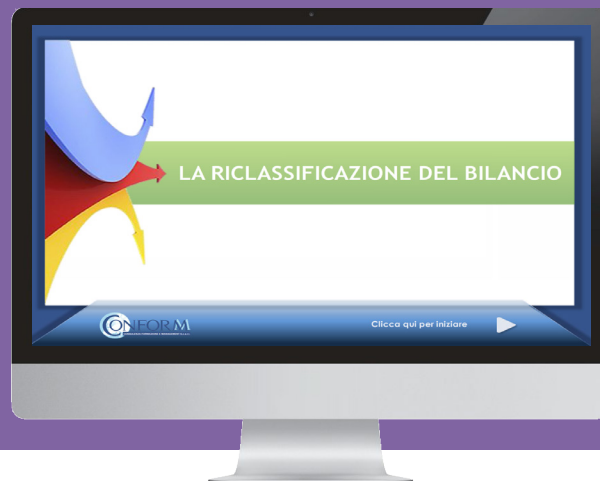 LA RICLASSIFICAZIONE DEL BILANCIO
CONFORM
Clicca qui per iniziare